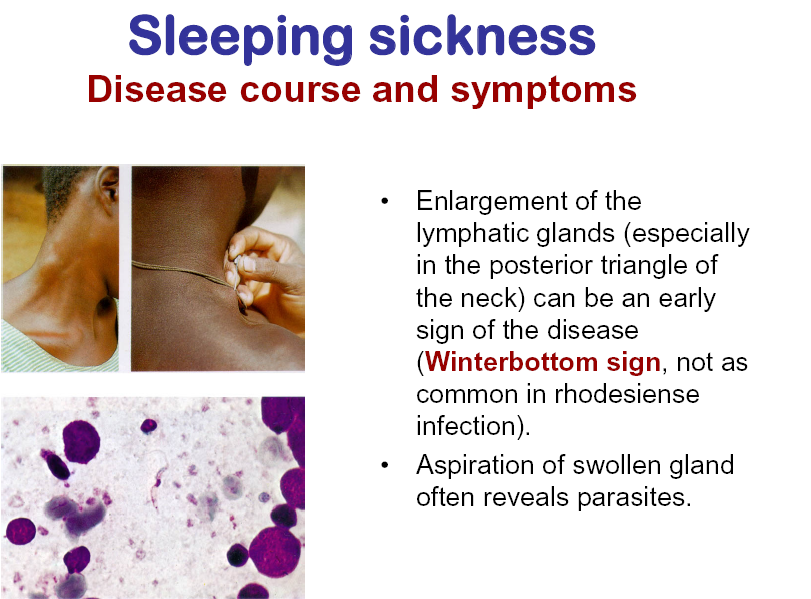 Sleeping sickness
Disease course and symptoms
• Enlargement of the
lymphatic glands (especially
in the posterior triangle of
the neck) can be an early
sign of the disease
(Winterbottom sign, not as
common in rhodesiense
infection).
• Aspiration of swollen gland
often reveals parasites.